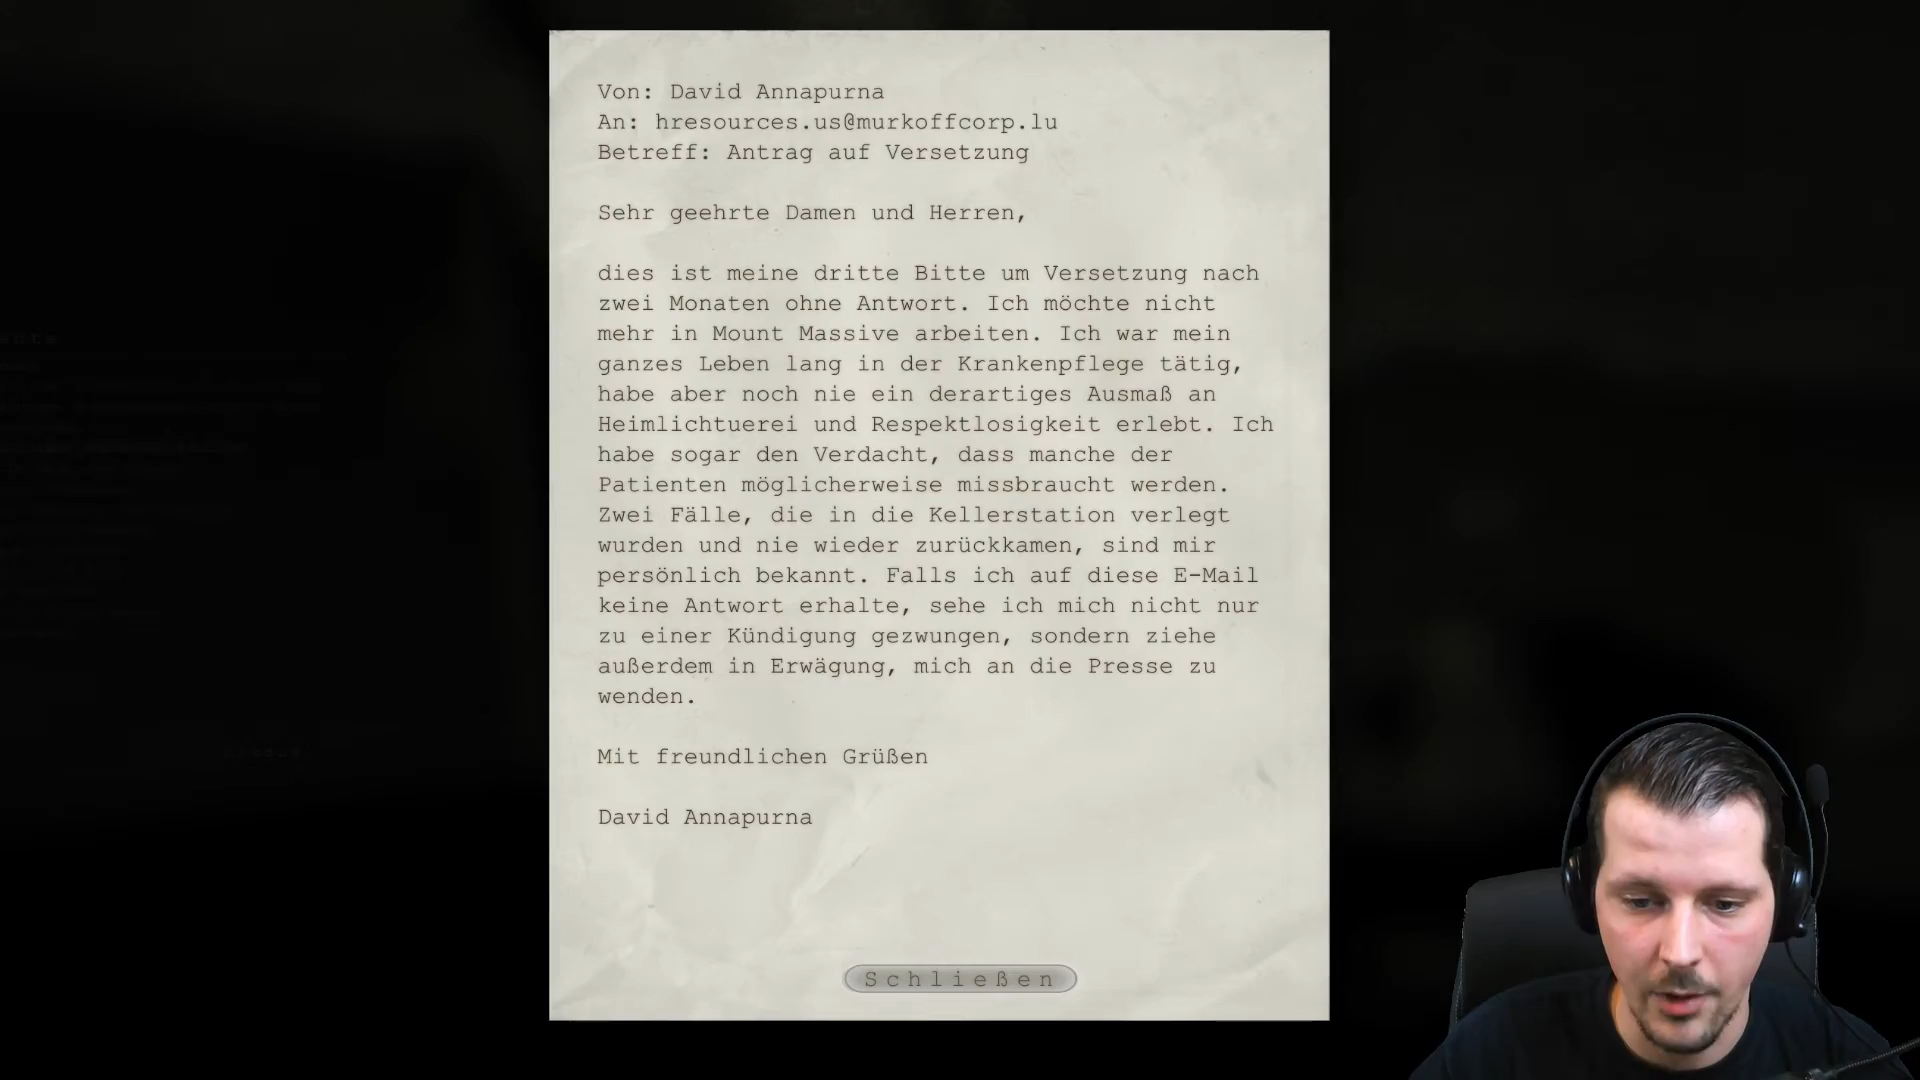 Von: David Annapurna
An: hresources.us@murkoffcorp.lu
Betreff: Antrag auf Versetzung
Sehr geehrte Damen und Herren,
dies ist meine dritte Bitte um Versetzung nach
zwei Monaten ohne Antwort. Ich möchte nicht
mehr in Mount Massive arbeiten. Ich war mein
ganzes Leben lang in der Krankenpflege tätig,
habe aber noch nie ein derartiges Ausmaß an
Heimlichtuerei und Respektlosigkeit erlebt. Ich
habe sogar den Verdacht, dass manche der
Patienten möglicherweise missbraucht werden.
Zwei Fälle, die in die Kellerstation verlegt
wurden und nie wieder zurückkamen, sind mir
persönlich bekannt. Falls ich auf diese E-Mail
keine Antwort erhalte, sehe ich mich nicht nur
zu einer Kündigung gezwungen, sondern ziehe
außerdem in Erwägung, mich an die Presse zu
wenden.
Mit freundlichen Grüßen
David Annapurna
Schließen